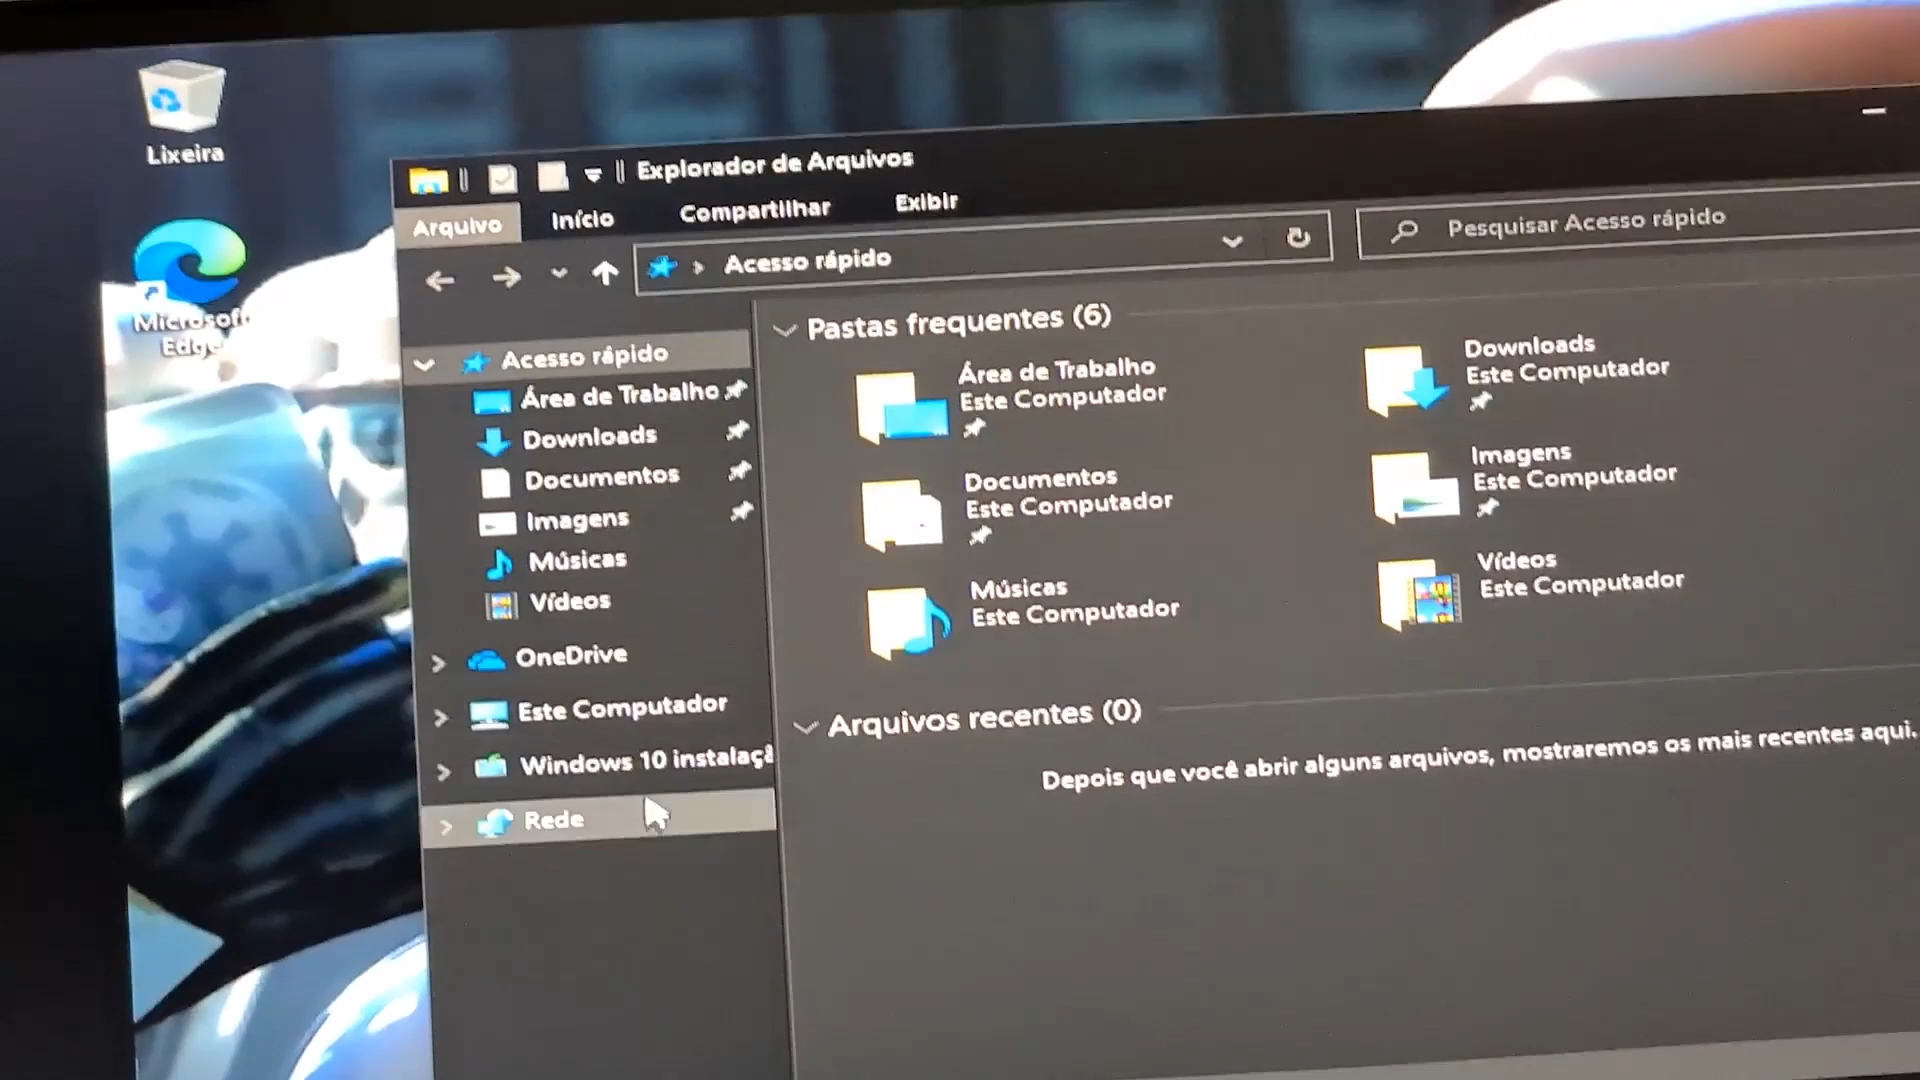 Lixeira
Microsoft
Edge
Explorador de Arquivos
Arquivo
Início
Compartilhar
Exibir
Acesso rápido
Pesquisar Acesso rápido
Acesso rápido
Área de Trabalho
Downloads
Documentos
Imagens
Músicas
Vídeos
OneDrive
Este Computador
Windows 10 instalaçã
Rede
Pastas frequentes (6)
Área de Trabalho
Este Computador
Downloads
Este Computador
Documentos
Este Computador
Imagens
Este Computador
Músicas
Este Computador
Vídeos
Este Computador
Arquivos recentes (0)
Depois que você abrir alguns arquivos, mostraremos os mais recentes aqui.